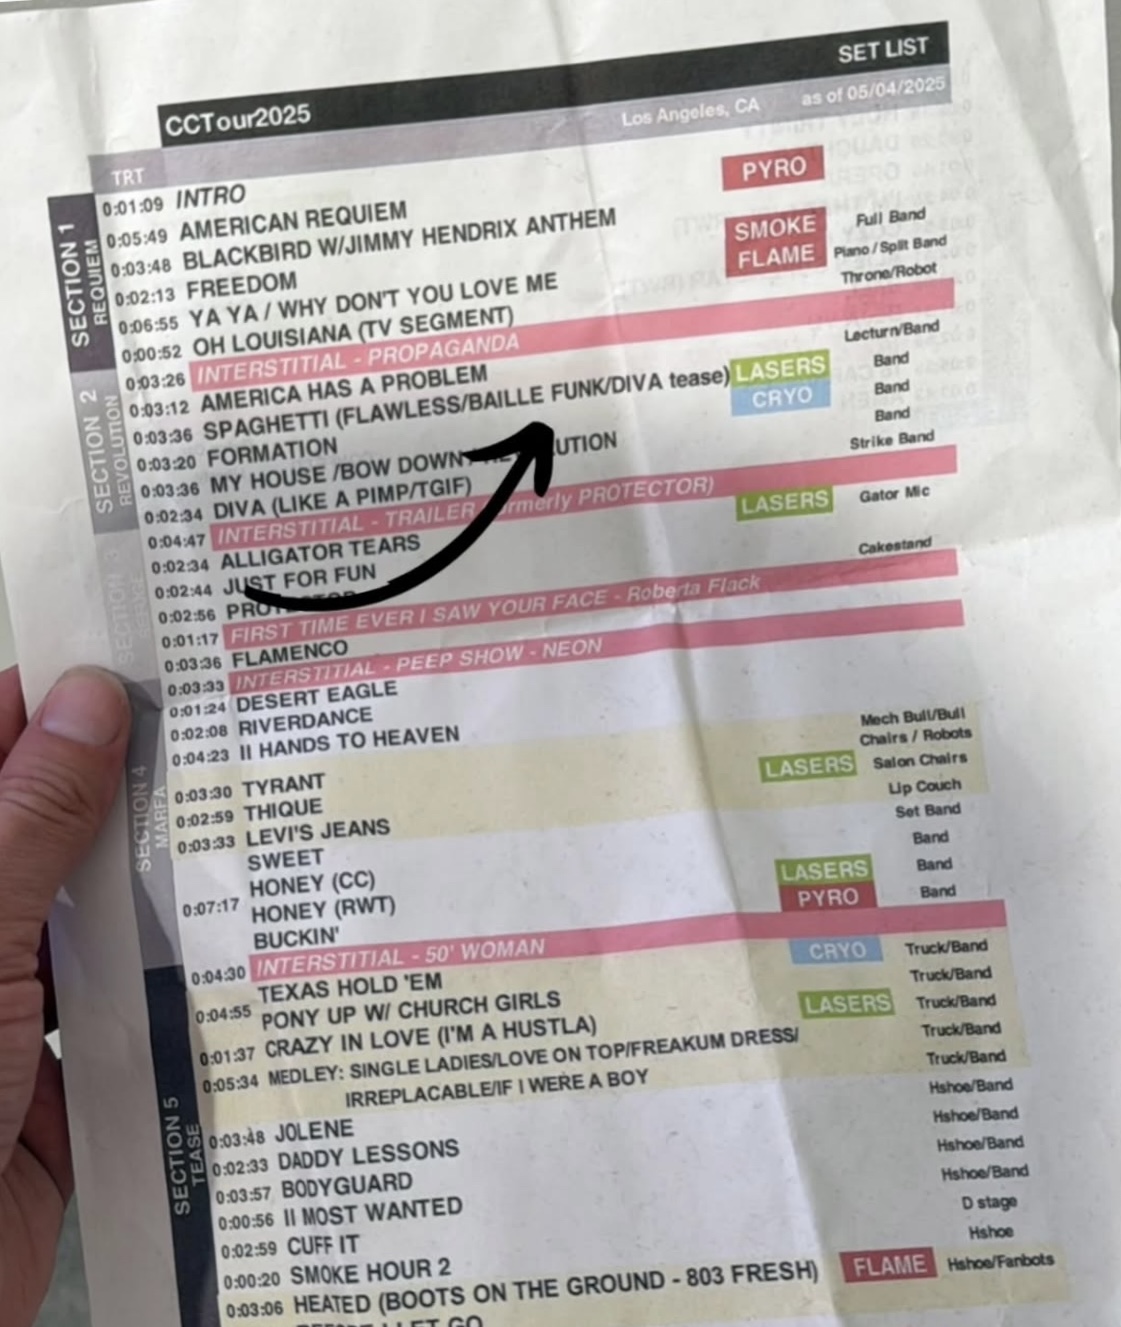 SET LIST
CCTour2025
Los Angeles, CA as of 05/04/2025
TRT
SECTION 1
REQUIEM
0:01:09 INTRO PYRO
0:05:49 AMERICAN REQUIEM
0:03:48 BLACKBIRD W/JIMMY HENDRIX ANTHEM SMOKE Full Band
0:02:13 FREEDOM FLAME Piano / Split Band
0:06:55 YA YA / WHY DON'T YOU LOVE ME Throne/Robot
0:00:52 OH LOUISIANA (TV SEGMENT)
0:03:26 INTERSTITIAL - PROPAGANDA
SECTION 2
REVOLUTION
0:03:12 AMERICA HAS A PROBLEM Lecturn/Band
0:03:36 SPAGHETTI (FLAWLESS/BAILLE FUNK/DIVA tease) LASERS Band
0:03:20 FORMATION CRYO Band
0:03:36 MY HOUSE /BOW DOWN UTION Band
0:02:34 DIVA (LIKE A PIMP/TGIF) Strike Band
0:04:47 INTERSTITIAL - TRAILER formerly PROTECTOR)
SECTION 3
0:02:34 ALLIGATOR TEARS LASERS Gator Mic
0:02:44 JUST FOR FUN
0:02:56 PROTECTOR Cakestand
0:01:17 FIRST TIME EVER I SAW YOUR FACE - Roberta Flack
0:03:36 FLAMENCO
0:03:33 INTERSTITIAL - PEEP SHOW - NEON
SECTION 4
MARFA
0:01:24 DESERT EAGLE
0:02:08 RIVERDANCE
0:04:23 II HANDS TO HEAVEN
Mech Bull/Bull
0:03:30 TYRANT Chairs / Robots
0:02:59 THIQUE LASERS Salon Chairs
0:03:33 LEVI'S JEANS Lip Couch
SWEET Set Band
HONEY (CC) Band
0:07:17 HONEY (RWT) LASERS Band
BUCKIN' PYRO Band
0:04:30 INTERSTITIAL - 50' WOMAN
SECTION 5
TEASE
TEXAS HOLD 'EM CRYO Truck/Band
0:04:55 PONY UP W/ CHURCH GIRLS Truck/Band
0:01:37 CRAZY IN LOVE (I'M A HUSTLA) LASERS Truck/Band
0:05:34 MEDLEY: SINGLE LADIES/LOVE ON TOP/FREAKUM DRESS/ Truck/Band
IRREPLACABLE/IF I WERE A BOY Truck/Band
0:03:48 JOLENE Hshoe/Band
0:02:33 DADDY LESSONS Hshoe/Band
0:03:57 BODYGUARD Hshoe/Band
0:00:56 II MOST WANTED Hshoe/Band
0:02:59 CUFF IT D stage
0:00:20 SMOKE HOUR 2 Hshoe
0:03:06 HEATED (BOOTS ON THE GROUND - 803 FRESH) FLAME Hshoe/Fanbots